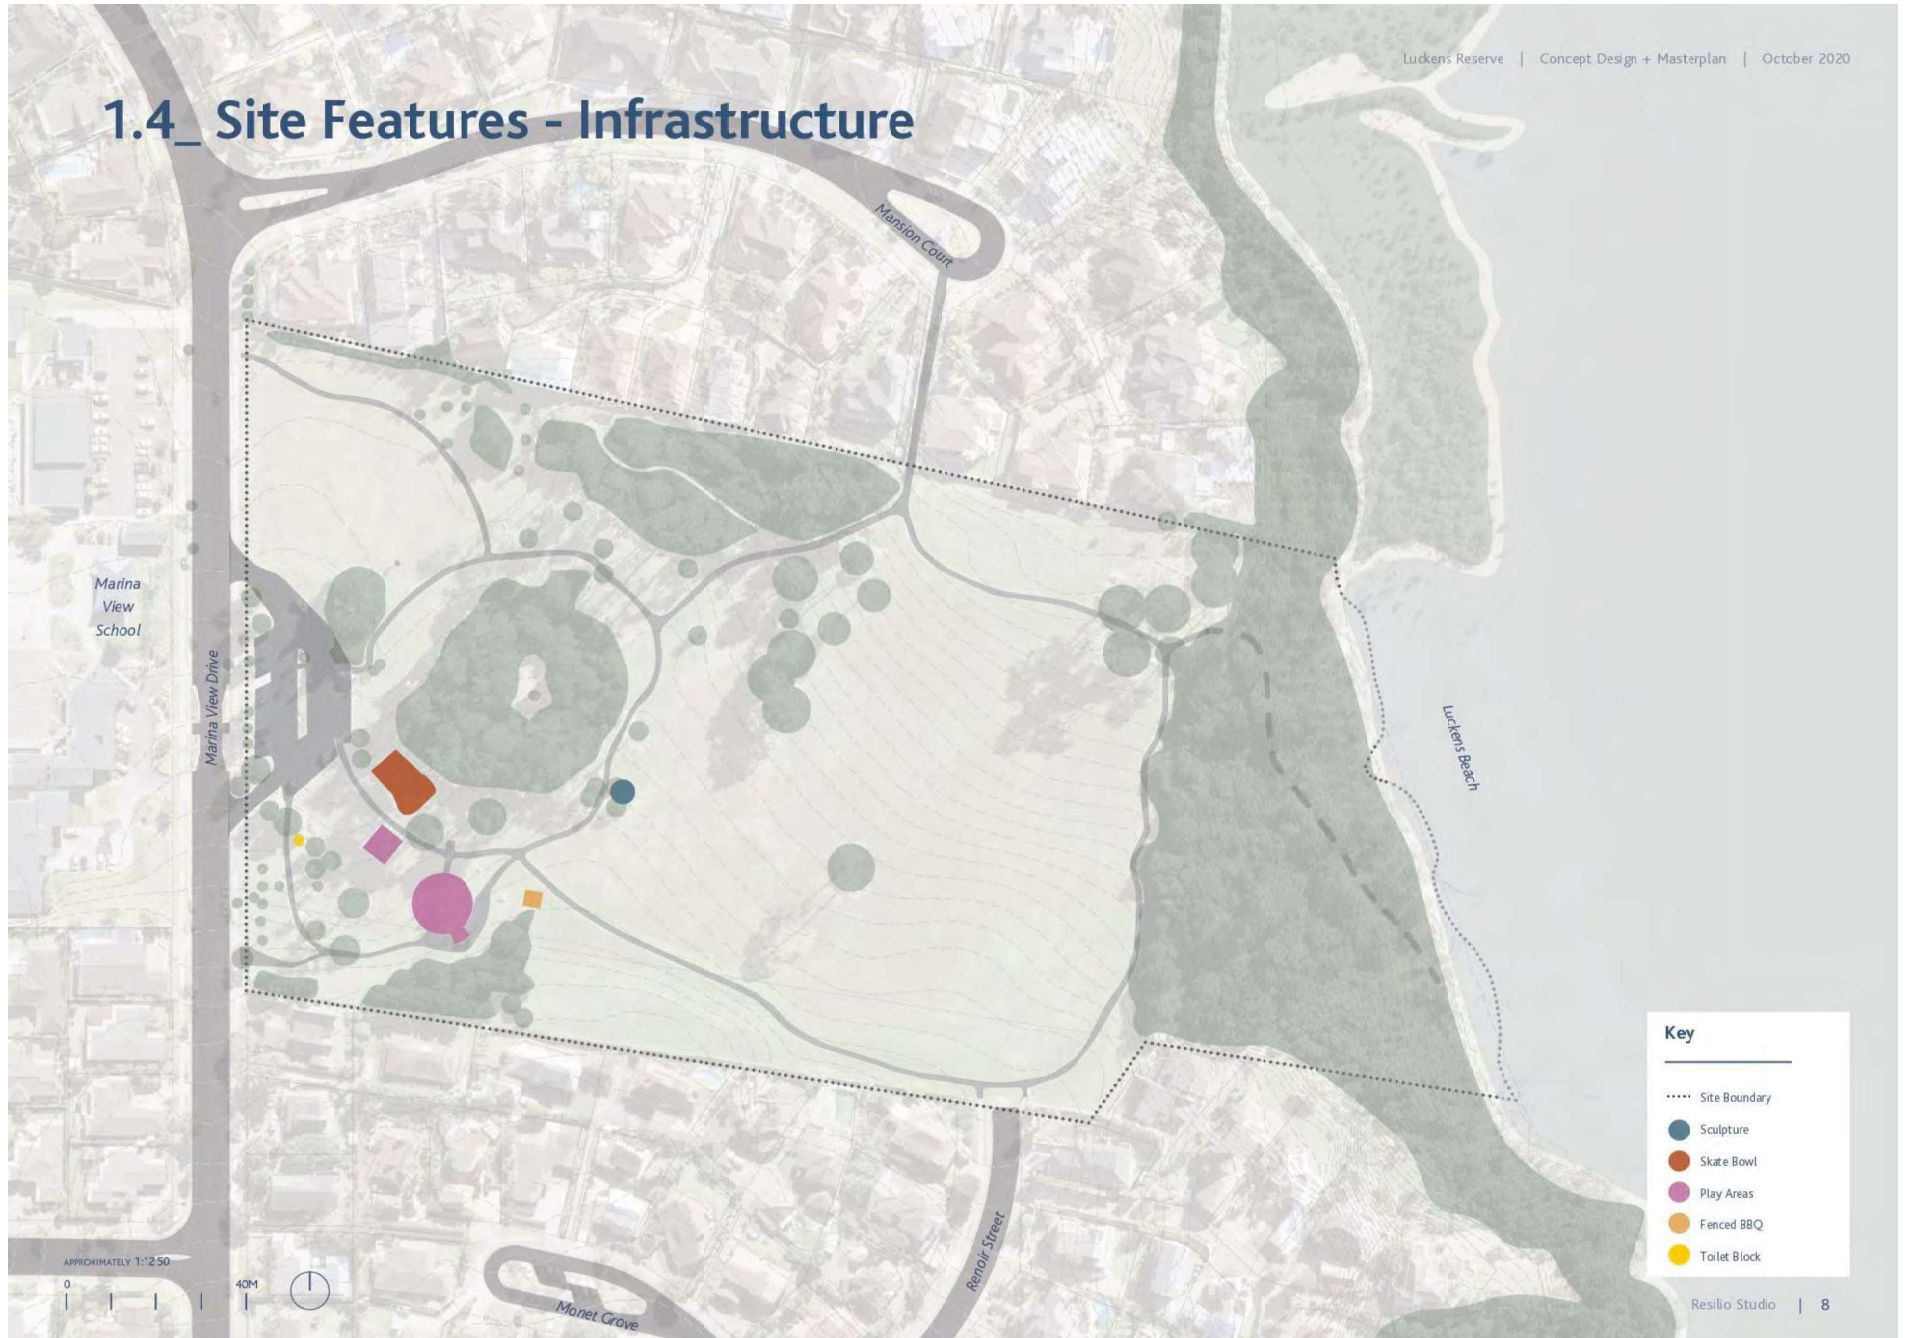 Luckens Reserve | Concept Design + Masterplan | October 2020
1.4_ Site Features - Infrastructure
Mansion Court
Marina
View
School
Marina View Drive
Luckens Beach
Key
Site Boundary
Sculpture
Skate Bowl
Play Areas
Fenced BBQ
Toilet Block
Renoir Street
Monet Grove
APPROXIMATELY 1:1250
0 40M
Resilio Studio | 8